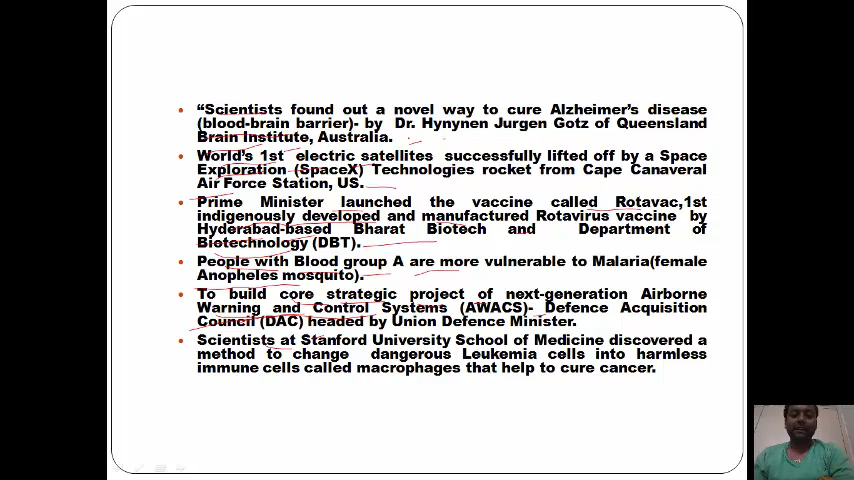 • “Scientists found out a novel way to cure Alzheimer’s disease
(blood-brain barrier)- by Dr. Hynynen Jurgen Gotz of Queensland
Brain Institute, Australia.
• World’s 1st electric satellites successfully lifted off by a Space
Exploration (SpaceX) Technologies rocket from Cape Canaveral
Air Force Station, US.
• Prime Minister launched the vaccine called Rotavac,1st
indigenously developed and manufactured Rotavirus vaccine by
Hyderabad-based Bharat Biotech and Department of
Biotechnology (DBT).
• People with Blood group A are more vulnerable to Malaria(female
Anopheles mosquito).
• To build core strategic project of next-generation Airborne
Warning and Control Systems (AWACS)- Defence Acquisition
Council (DAC) headed by Union Defence Minister.
• Scientists at Stanford University School of Medicine discovered a
method to change dangerous Leukemia cells into harmless
immune cells called macrophages that help to cure cancer.